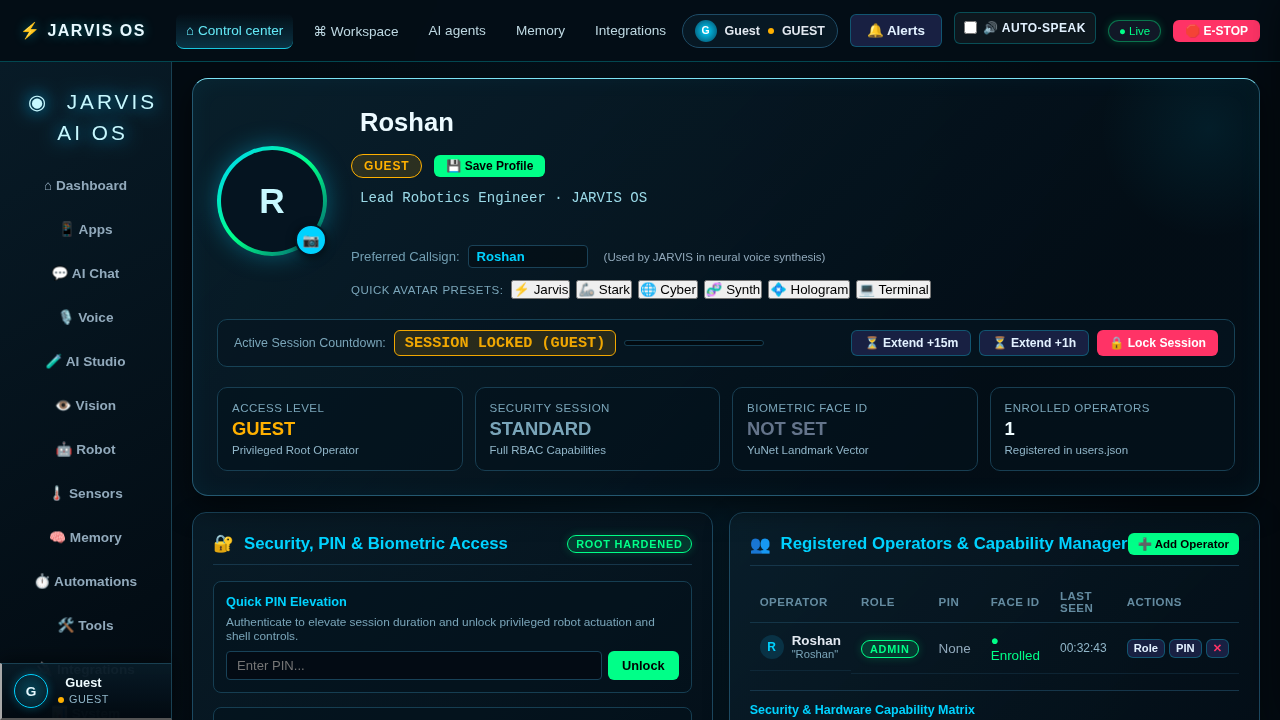 ⚡ JARVIS OS
⌂ Control center
⌘ Workspace
AI agents
Memory
Integrations
G Guest GUEST
🔔 Alerts
🔊 AUTO-SPEAK
● Live
🛑 E-STOP
◉ JARVIS
AI OS
⌂ Dashboard
📱 Apps
💬 AI Chat
🎙️ Voice
🧪 AI Studio
👁️ Vision
🤖 Robot
🌡️ Sensors
🧠 Memory
⏱️ Automations
🛠️ Tools
Integrations
G
Guest
GUEST
R
Roshan
GUEST
💾 Save Profile
Lead Robotics Engineer · JARVIS OS
Preferred Callsign: Roshan (Used by JARVIS in neural voice synthesis)
QUICK AVATAR PRESETS: ⚡ Jarvis 🦾 Stark 🌐 Cyber 🧬 Synth 💠 Hologram 💻 Terminal
Active Session Countdown: SESSION LOCKED (GUEST)
⏳ Extend +15m
⏳ Extend +1h
🔒 Lock Session
ACCESS LEVEL
GUEST
Privileged Root Operator
SECURITY SESSION
STANDARD
Full RBAC Capabilities
BIOMETRIC FACE ID
NOT SET
YuNet Landmark Vector
ENROLLED OPERATORS
1
Registered in users.json
🔐 Security, PIN & Biometric Access
ROOT HARDENED
Quick PIN Elevation
Authenticate to elevate session duration and unlock privileged robot actuation and
shell controls.
Enter PIN...
Unlock
👥 Registered Operators & Capability Manager
➕ Add Operator
OPERATOR ROLE PIN FACE ID LAST SEEN ACTIONS
R Roshan
"Roshan"
ADMIN
None
● Enrolled
00:32:43
Role PIN ✕
Security & Hardware Capability Matrix